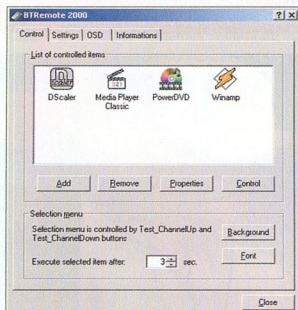 BTRemote 2000
Control Settings OSD Informations
List of controlled items
DScaler Media Player Classic PowerDVD Winamp
Add Remove Properties Control
Selection menu
Selection menu is controlled by Test_ChannelUp and
Test_ChannelDown buttons
Background
Execute selected item after: 3 sec.
Font
Close